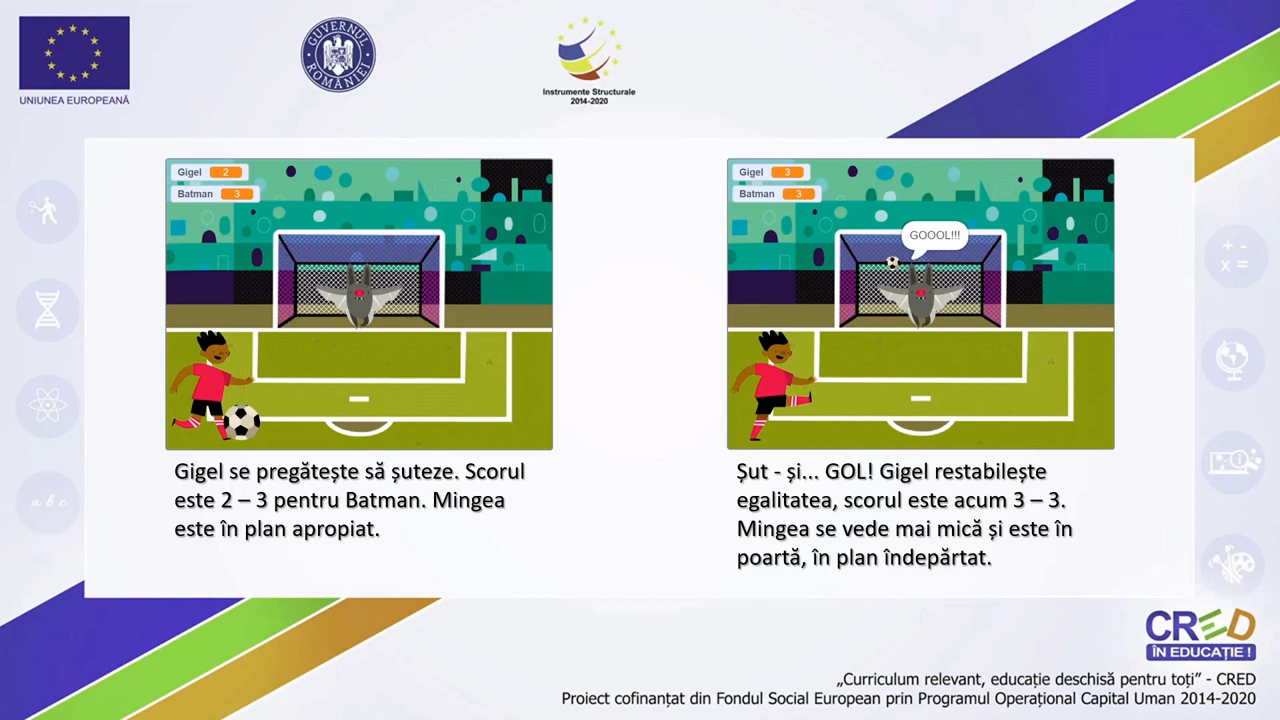 UNIUNEA EUROPEANĂ
GUVERNUL ROMÂNIEI
Instrumente Structurale
2014-2020
Gigel 2
Batman 3
Gigel 3
Batman 3
GOOOL!!!
Gigel se pregătește să șuteze. Scorul
este 2 – 3 pentru Batman. Mingea
este în plan apropiat.
Șut - și... GOL! Gigel restabilește
egalitatea, scorul este acum 3 – 3.
Mingea se vede mai mică și este în
poartă, în plan îndepărtat.
+ -
x =
a b c
CRED
ÎN EDUCAȚIE !
„Curriculum relevant, educație deschisă pentru toți” - CRED
Proiect cofinanțat din Fondul Social European prin Programul Operațional Capital Uman 2014-2020